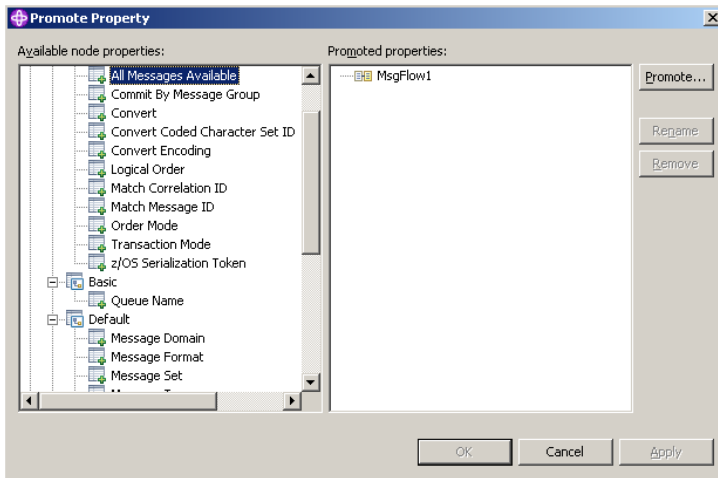 Promote Property
Available node properties:
Promoted properties:
All Messages Available
Commit By Message Group
Convert
Convert Coded Character Set ID
Convert Encoding
Logical Order
Match Correlation ID
Match Message ID
Order Mode
Transaction Mode
z/OS Serialization Token
Basic
Queue Name
Default
Message Domain
Message Format
Message Set
MsgFlow1
Promote...
Rename
Remove
OK
Cancel
Apply